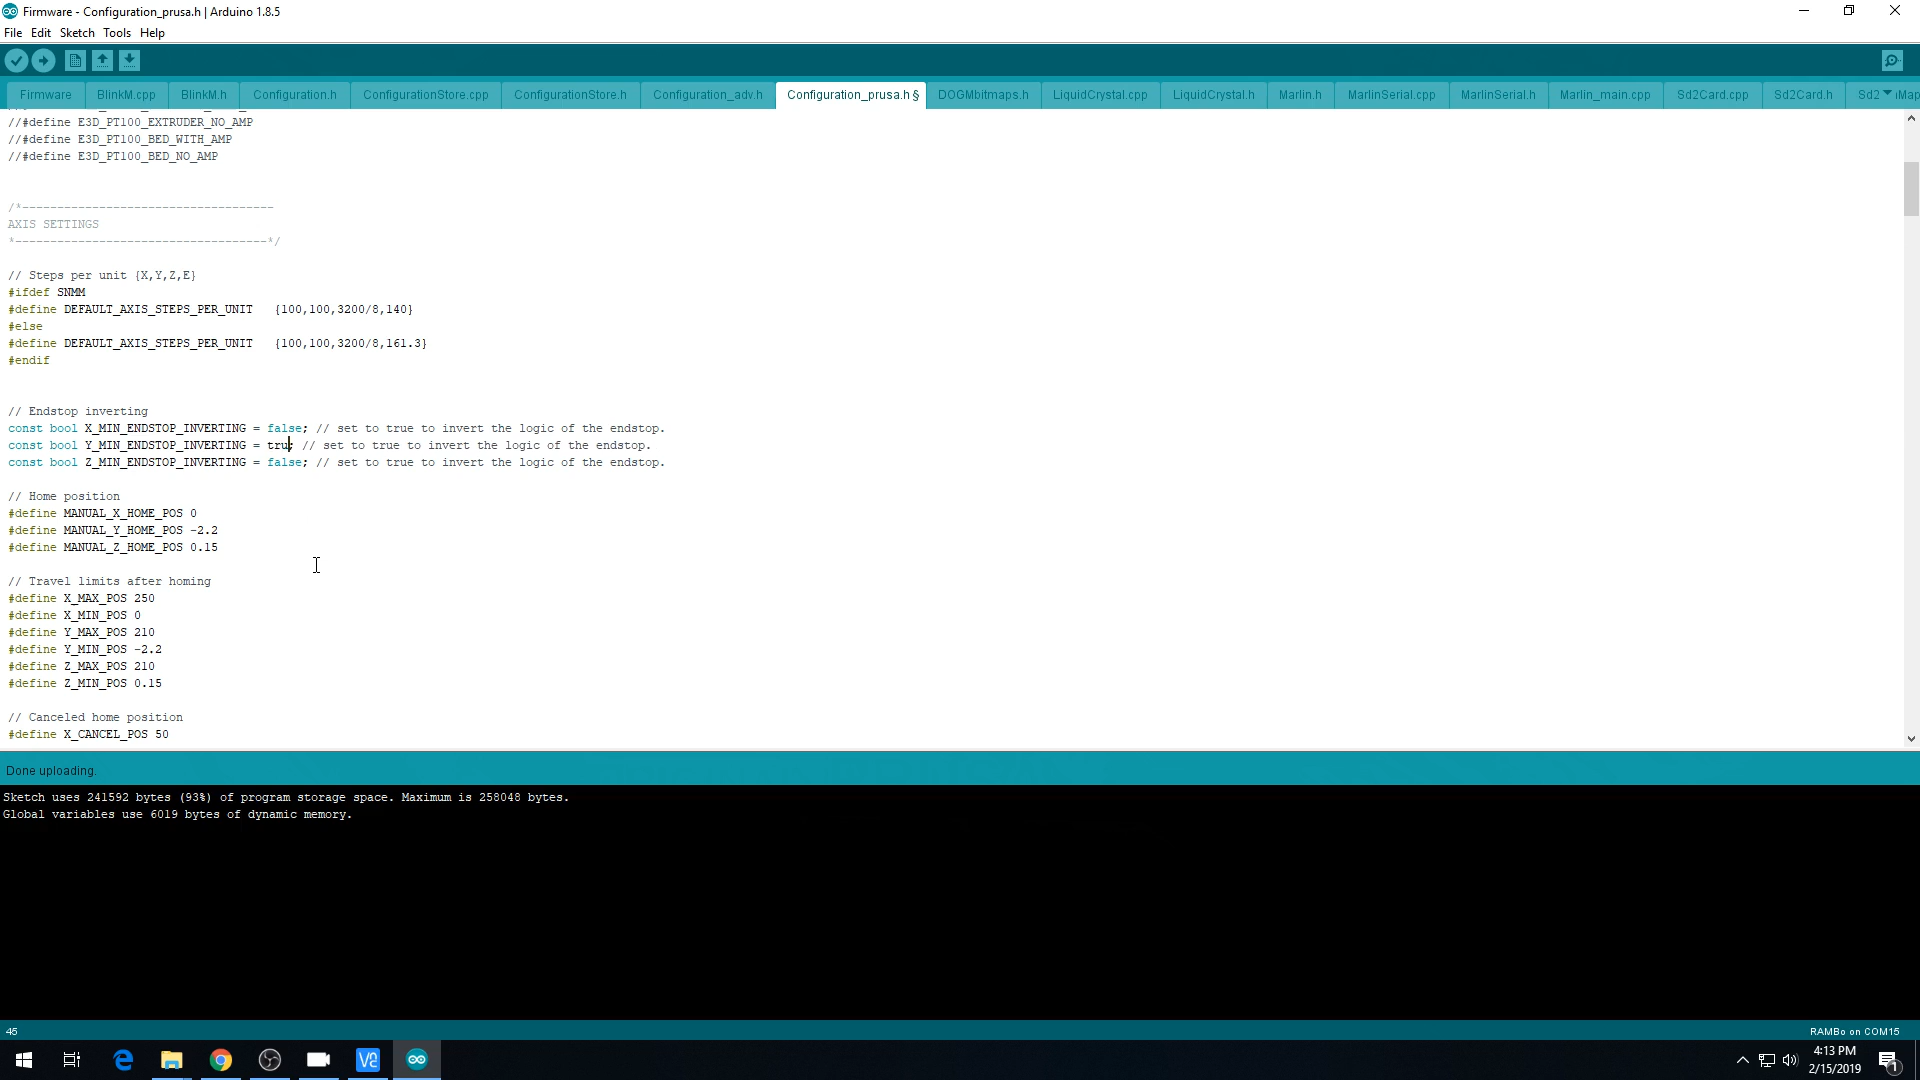 Firmware - Configuration_prusa.h | Arduino 1.8.5
File Edit Sketch Tools Help
Firmware BlinkM.cpp BlinkM.h Configuration.h ConfigurationStore.cpp ConfigurationStore.h Configuration_adv.h Configuration_prusa.h § DOGMbitmaps.h LiquidCrystal.cpp LiquidCrystal.h Marlin.h MarlinSerial.cpp MarlinSerial.h Marlin_main.cpp Sd2Card.cpp Sd2Card.h Sd2 iMap
//#define E3D_PT100_EXTRUDER_NO_AMP
//#define E3D_PT100_BED_WITH_AMP
//#define E3D_PT100_BED_NO_AMP
/*------------------------------------
AXIS SETTINGS
*------------------------------------*/
// Steps per unit {X,Y,Z,E}
#ifdef SNMM
#define DEFAULT_AXIS_STEPS_PER_UNIT   {100,100,3200/8,140}
#else
#define DEFAULT_AXIS_STEPS_PER_UNIT   {100,100,3200/8,161.3}
#endif
// Endstop inverting
const bool X_MIN_ENDSTOP_INVERTING = false; // set to true to invert the logic of the endstop.
const bool Y_MIN_ENDSTOP_INVERTING = tru; // set to true to invert the logic of the endstop.
const bool Z_MIN_ENDSTOP_INVERTING = false; // set to true to invert the logic of the endstop.
// Home position
#define MANUAL_X_HOME_POS 0
#define MANUAL_Y_HOME_POS -2.2
#define MANUAL_Z_HOME_POS 0.15
// Travel limits after homing
#define X_MAX_POS 250
#define X_MIN_POS 0
#define Y_MAX_POS 210
#define Y_MIN_POS -2.2
#define Z_MAX_POS 210
#define Z_MIN_POS 0.15
// Canceled home position
#define X_CANCEL_POS 50
Done uploading.
Sketch uses 241592 bytes (93%) of program storage space. Maximum is 258048 bytes.
Global variables use 6019 bytes of dynamic memory.
45
RAMBo on COM15
4:13 PM
2/15/2019
1